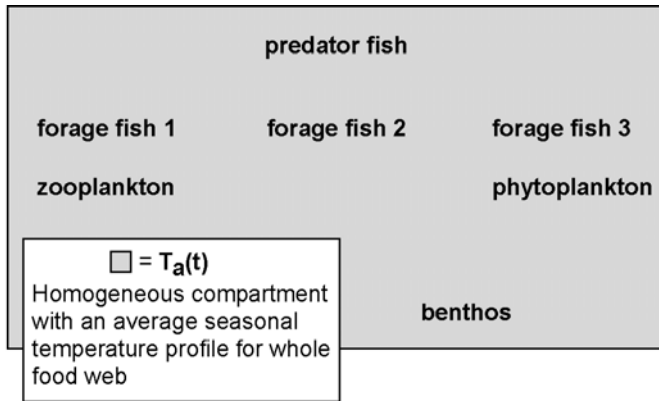 predator fish
forage fish 1 forage fish 2 forage fish 3
zooplankton phytoplankton
= Ta(t)
Homogeneous compartment
with an average seasonal
temperature profile for whole
food web
benthos